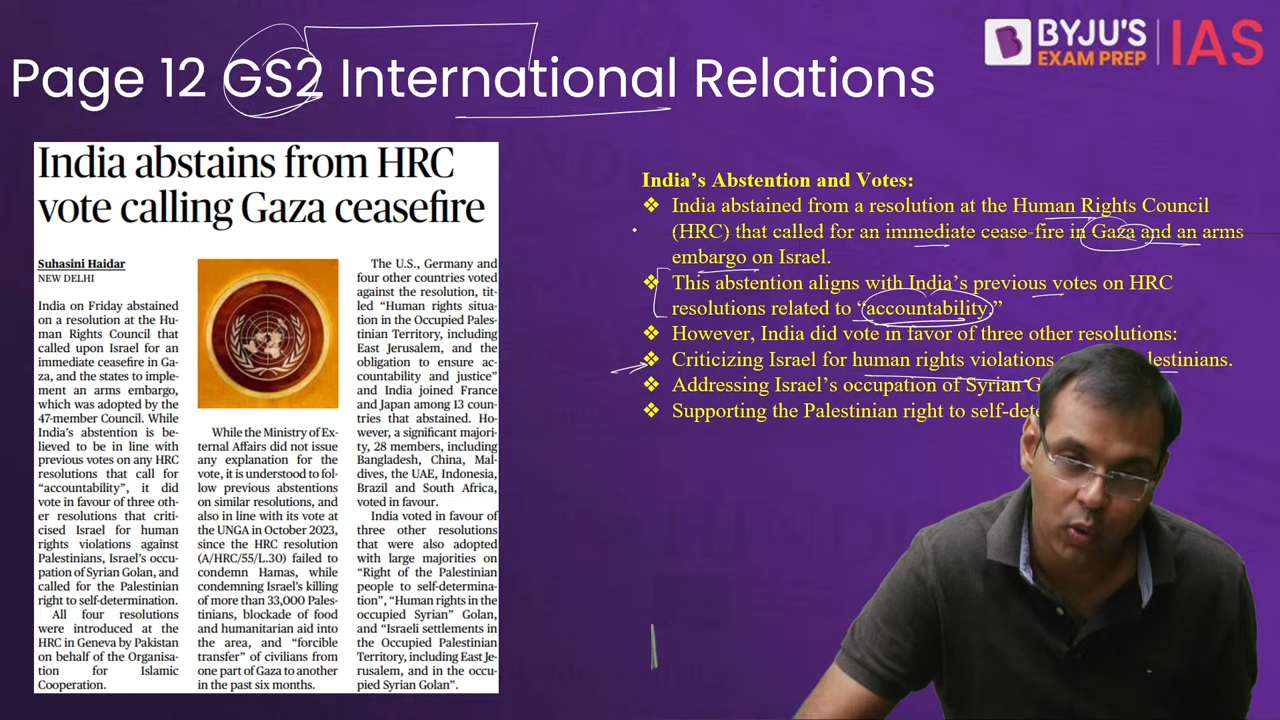 BYJU'S
EXAM PREP
IAS
Page 12 GS2 International Relations
India abstains from HRC
vote calling Gaza ceasefire
Suhasini Haidar
NEW DELHI
India on Friday abstained
on a resolution at the Hu-
man Rights Council that
called upon Israel for an
immediate ceasefire in Ga-
za, and the states to imple-
ment an arms embargo,
which was adopted by the
47-member Council. While
India's abstention is be-
lieved to be in line with
previous votes on any HRC
resolutions that call for
"accountability", it did
vote in favour of three oth-
er resolutions that criti-
cised Israel for human
rights violations against
Palestinians, Israel's occu-
pation of Syrian Golan, and
called for the Palestinian
right to self-determination.
All four resolutions
were introduced at the
HRC in Geneva by Pakistan
on behalf of the Organisa-
tion for Islamic
Cooperation.
While the Ministry of Ex-
ternal Affairs did not issue
any explanation for the
vote, it is understood to fol-
low previous abstentions
on similar resolutions, and
also in line with its vote at
the UNGA in October 2023,
since the HRC resolution
(A/HRC/55/L.30) failed to
condemn Hamas, while
condemning Israel's killing
of more than 33,000 Pales-
tinians, blockade of food
and humanitarian aid into
the area, and "forcible
transfer" of civilians from
one part of Gaza to another
in the past six months.
The U.S., Germany and
four other countries voted
against the resolution, tit-
led "Human rights situa-
tion in the Occupied Pales-
tinian Territory, including
East Jerusalem, and the
obligation to ensure ac-
countability and justice"
and India joined France
and Japan among 13 coun-
tries that abstained. Ho-
wever, a significant majori-
ty, 28 members, including
Bangladesh, China, Mal-
dives, the UAE, Indonesia,
Brazil and South Africa,
voted in favour.
India voted in favour of
three other resolutions
that were also adopted
with large majorities on
"Right of the Palestinian
people to self-determina-
tion", "Human rights in the
occupied Syrian" Golan,
and "Israeli settlements in
the Occupied Palestinian
Territory, including East Je-
rusalem, and in the occu-
pied Syrian Golan".
India's Abstention and Votes:
❖ India abstained from a resolution at the Human Rights Council
(HRC) that called for an immediate cease-fire in Gaza and an arms
embargo on Israel.
❖ This abstention aligns with India's previous votes on HRC
resolutions related to "accountability."
❖ However, India did vote in favor of three other resolutions:
❖ Criticizing Israel for human rights violations
❖ Addressing Israel's occupation of Syrian
❖ Supporting the Palestinian right to